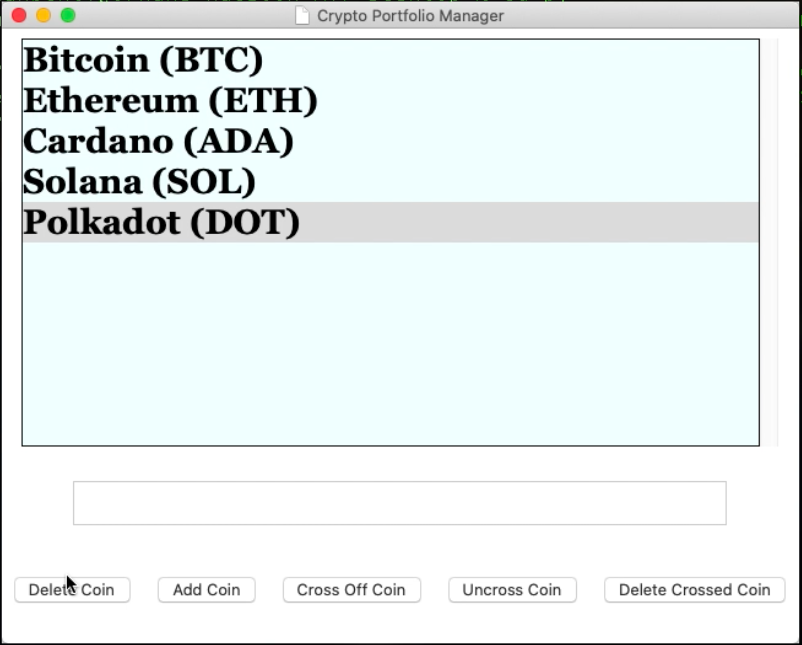 Crypto Portfolio Manager
Bitcoin (BTC)
Ethereum (ETH)
Cardano (ADA)
Solana (SOL)
Polkadot (DOT)
Delete Coin Add Coin Cross Off Coin Uncross Coin Delete Crossed Coin